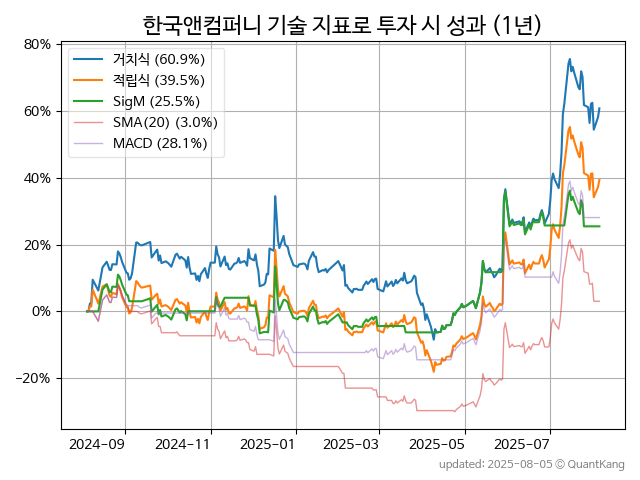 한국앤컴퍼니 기술 지표로 투자 시 성과 (1년)
80%
60%
40%
20%
0%
−20%
거치식 (60.9%)
적립식 (39.5%)
SigM (25.5%)
SMA(20) (3.0%)
MACD (28.1%)
2024-09
2024-11
2025-01
2025-03
2025-05
2025-07
updated: 2025-08-05 © QuantKang